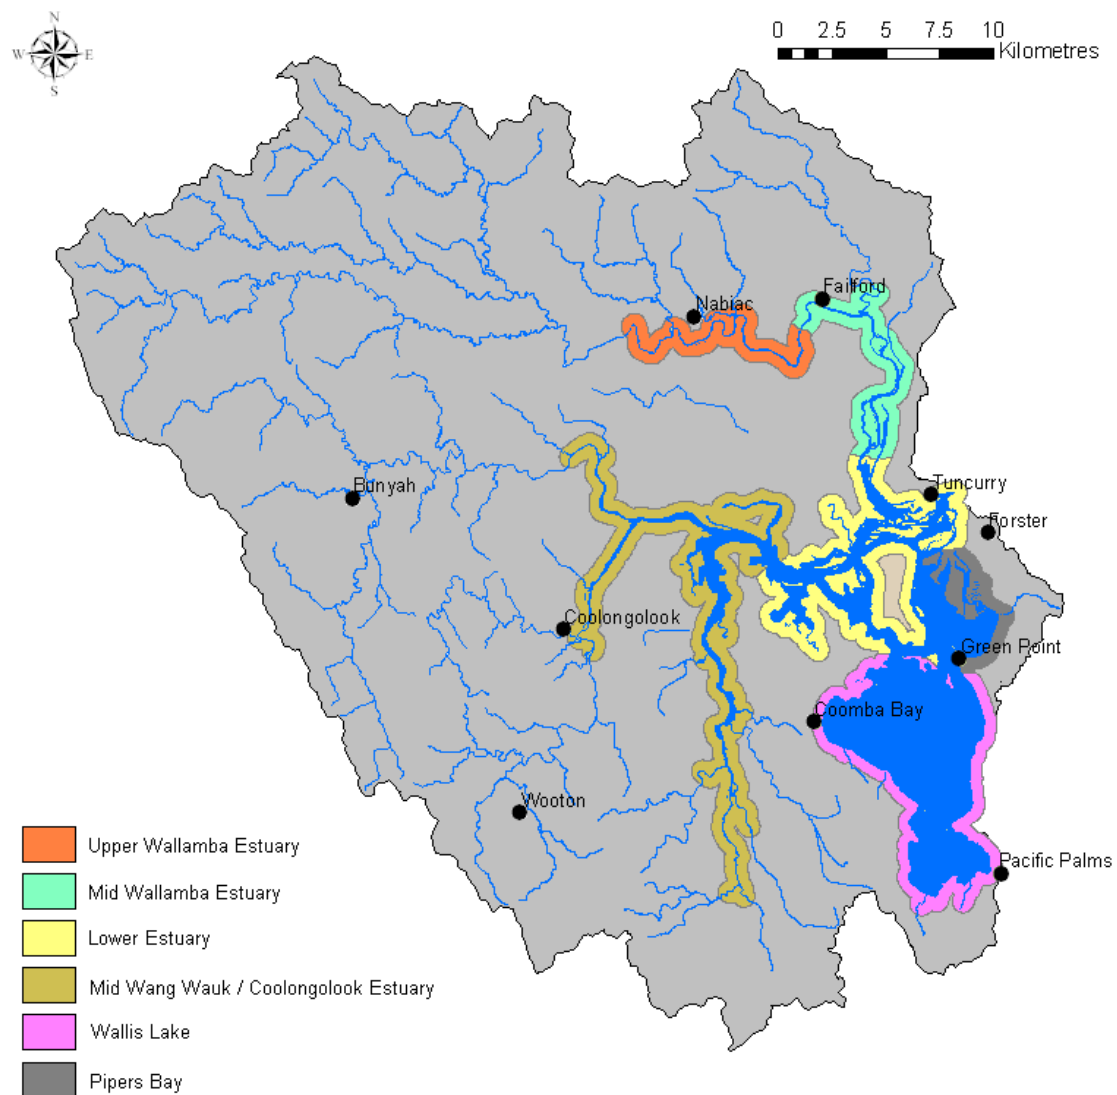 N
W E
S
0 2.5 5 7.5 10
Kilometres
Failford
Nabiac
Bunyah
Tuncurry
Forster
Coolongolook
Green Point
Coomba Bay
Wooton
Pacific Palms
Upper Wallamba Estuary
Mid Wallamba Estuary
Lower Estuary
Mid Wang Wauk / Coolongolook Estuary
Wallis Lake
Pipers Bay